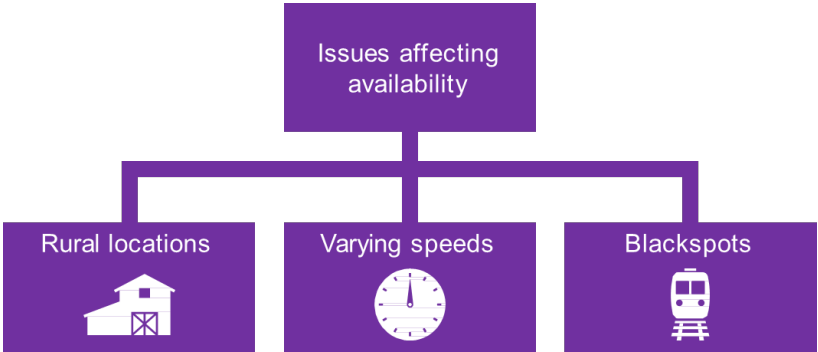 Issues affecting
availability
Rural locations
Varying speeds
Blackspots